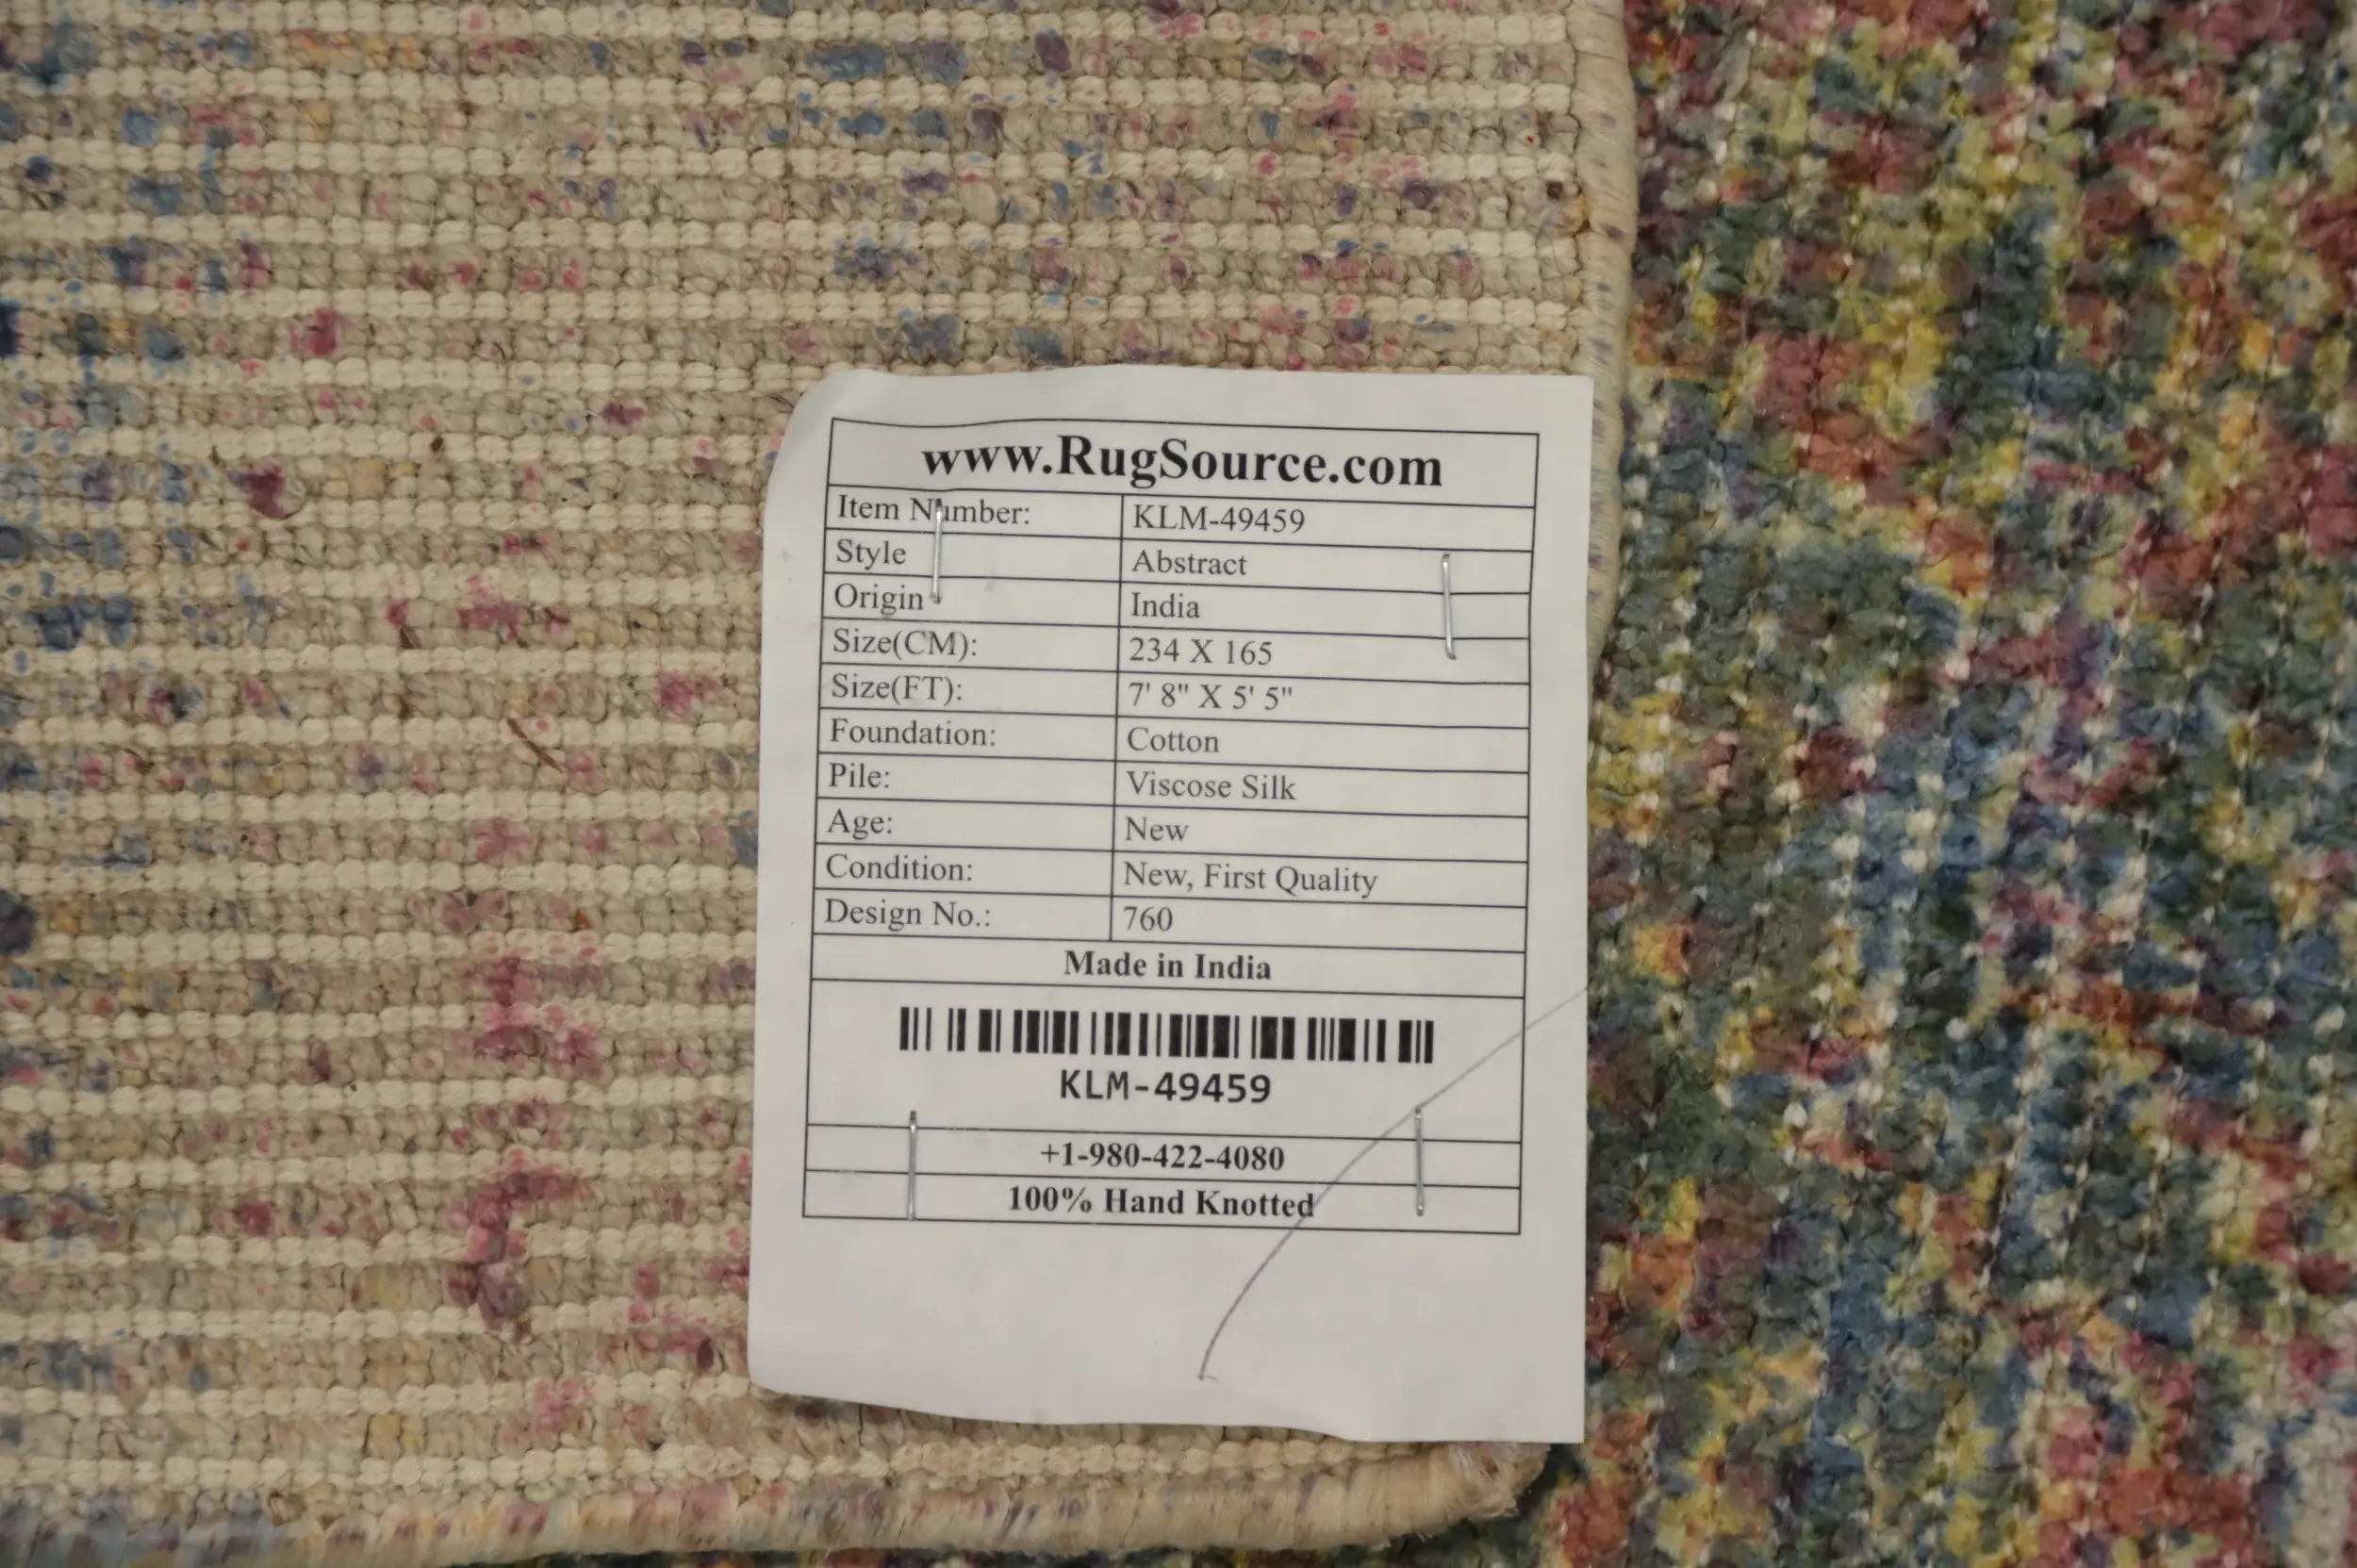 www.RugSource.com
Item Number: KLM-49459
Style Abstract
Origin India
Size(CM): 234 X 165
Size(FT): 7' 8" X 5' 5"
Foundation: Cotton
Pile: Viscose Silk
Age: New
Condition: New, First Quality
Design No.: 760
Made in India
KLM-49459
+1-980-422-4080
100% Hand Knotted